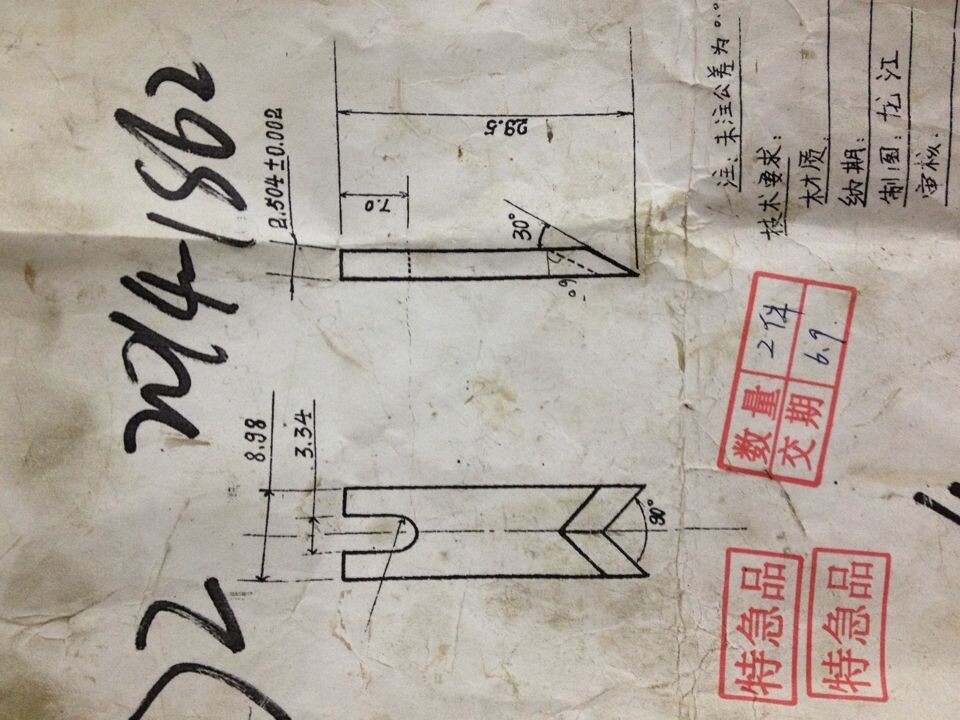 2.504±0.002
7.0
29.5
30°
8.98
3.34
90°
注：未注公差为
技术要求：
材质
纳期：
制图：龙江
审核.
数量 2件
交期 6.9
特急品
特急品